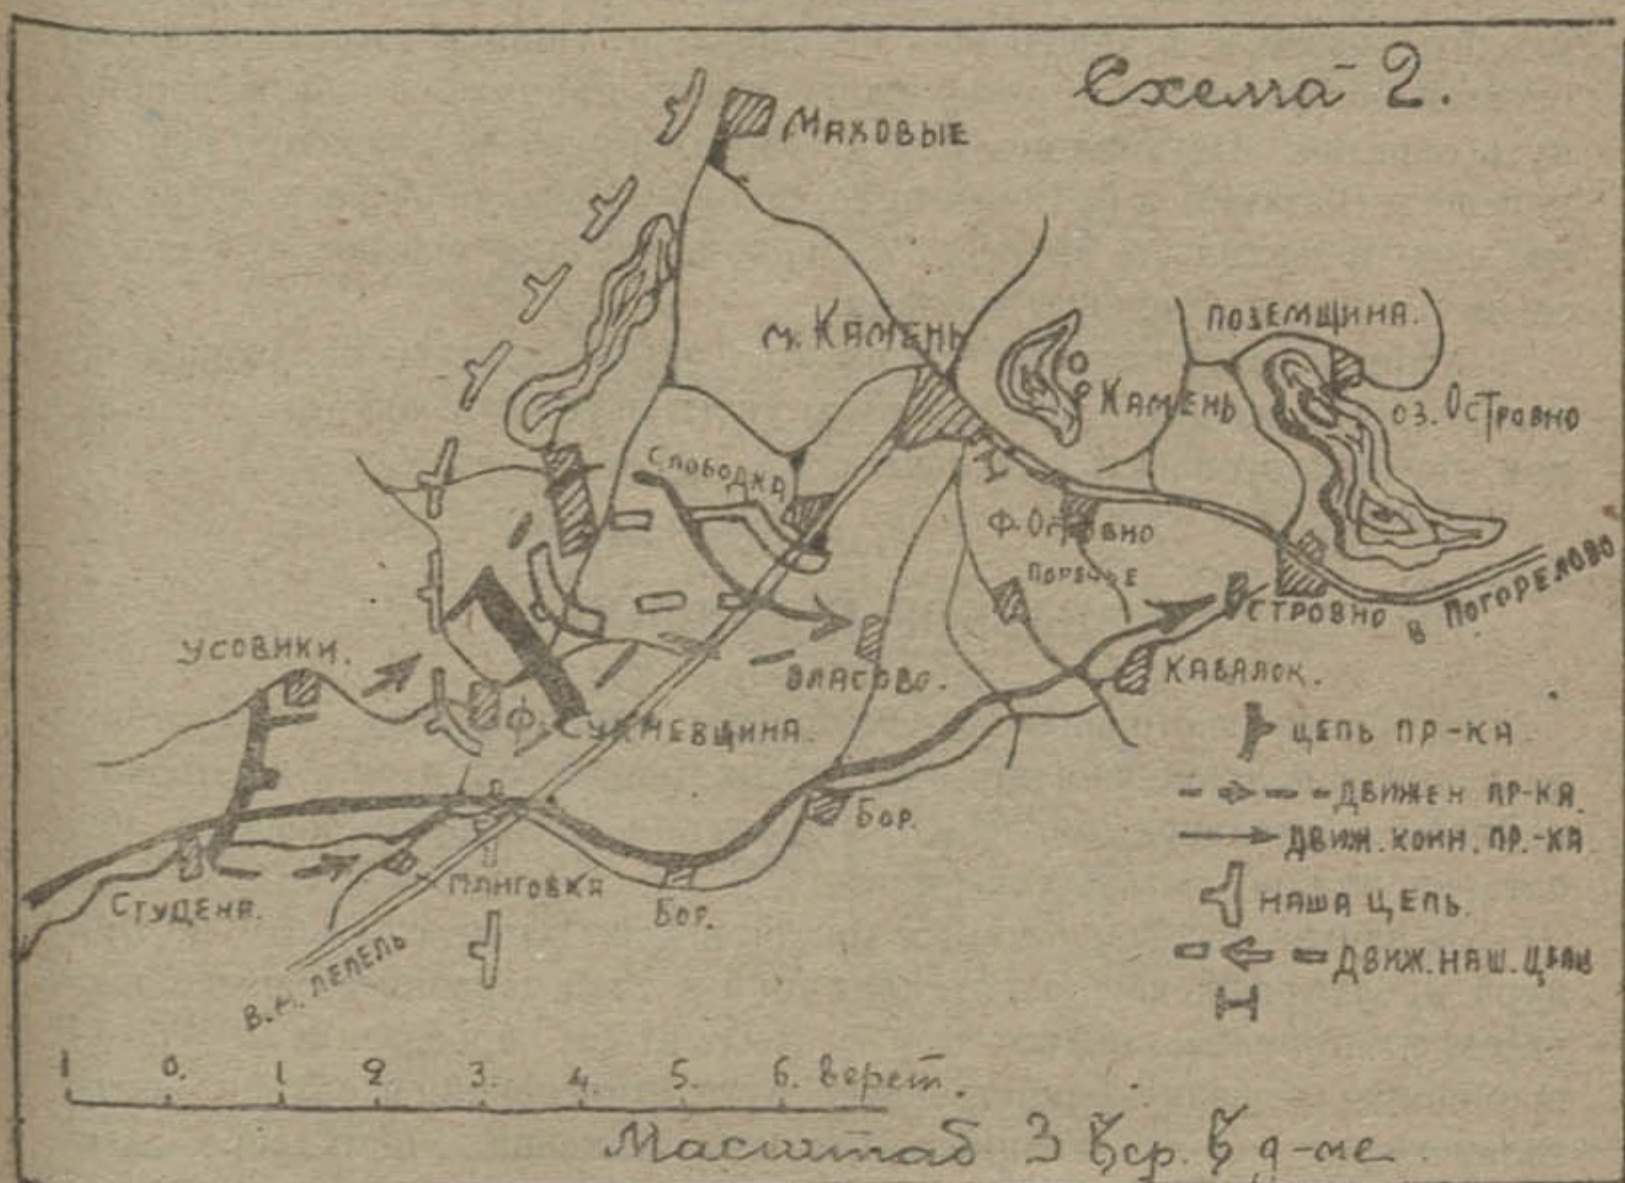 Схема 2.
Маховые
м. Камень
Поземщина.
Камень
оз. Островно
Слободка
ф. Островно
Поречье
Островно
в Погорелово
Усовики.
Власово.
Кавалок.
ф.
Бор.
Студена.
Бор.
В. м. Лепель
цепь пр-ка
движен пр-ка.
движ. конн. пр.-ка
наша цепь.
движ. наш. цепи
1 0. 1 2 3. 4. 5. 6. верст.
Масштаб 3 вер. в д-ме